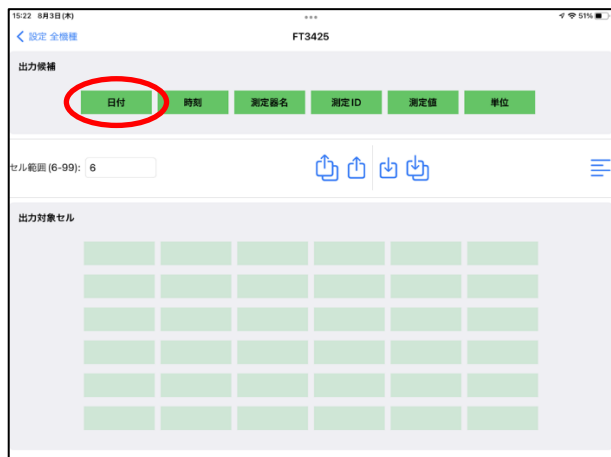 15:22 8月3日(木)
51%
設定 全機種
FT3425
出力候補
日付 時刻 測定器名 測定ID 測定値 単位
セル範囲 (6-99): 6
出力対象セル